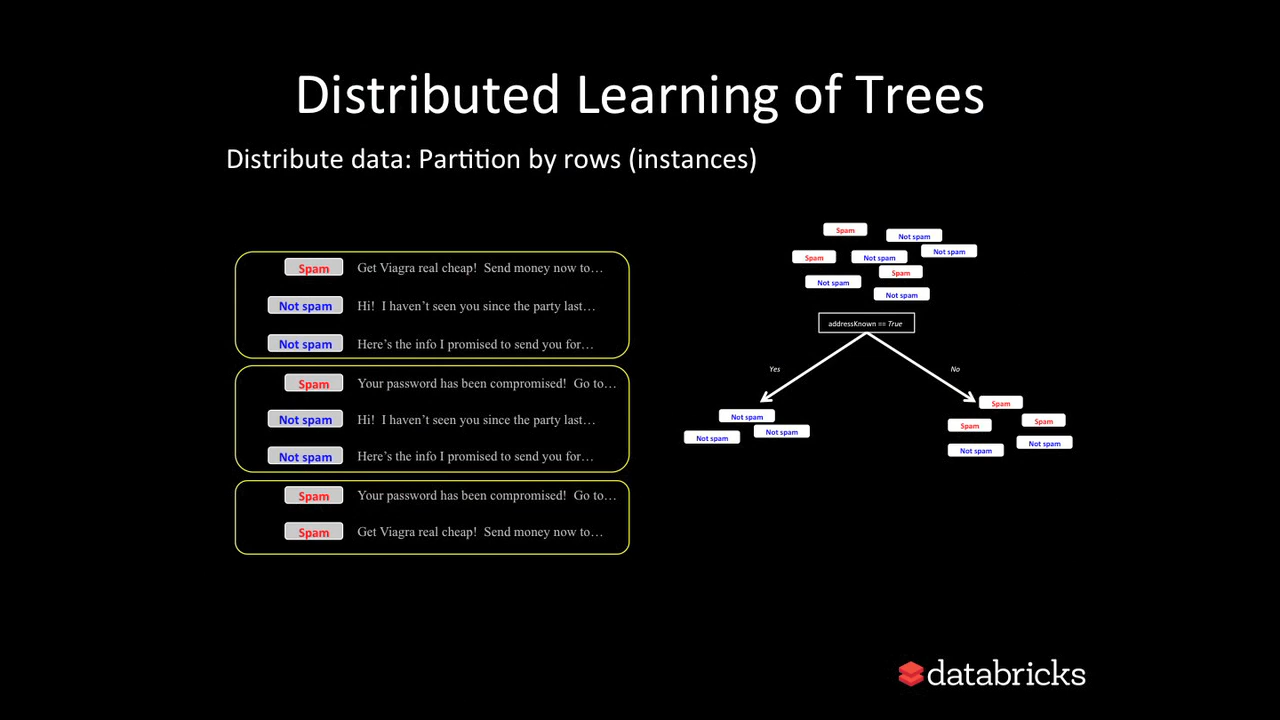 Distributed Learning of Trees
Distribute data: Partition by rows (instances)
Spam Get Viagra real cheap!  Send money now to…
Not spam Hi!  I haven't seen you since the party last…
Not spam Here's the info I promised to send you for…
Spam Your password has been compromised!  Go to…
Not spam Hi!  I haven't seen you since the party last…
Not spam Here's the info I promised to send you for…
Spam Your password has been compromised!  Go to…
Spam Get Viagra real cheap!  Send money now to…
Spam
Not spam
Not spam
Spam
Not spam
Spam
Not spam
Not spam
addressKnown == True
Yes
No
Not spam
Not spam
Not spam
Spam
Spam
Spam
Not spam
Not spam
databricks